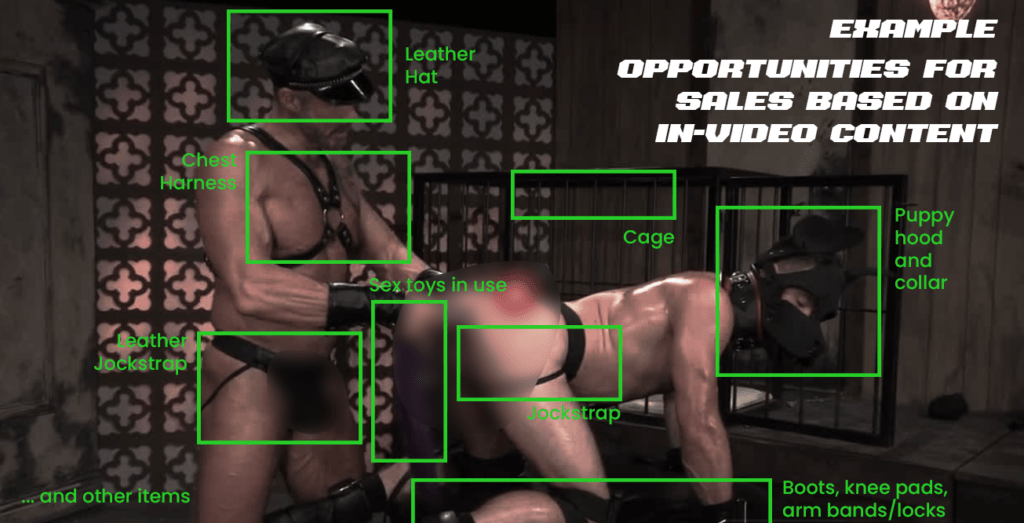 EXAMPLE
OPPORTUNITIES FOR
SALES BASED ON
IN-VIDEO CONTENT
Leather
Hat
Chest
Harness
Cage
Puppy
hood
and
collar
Sex toys in use
Leather
Jockstrap
Jockstrap
... and other items
Boots, knee pads,
arm bands/locks